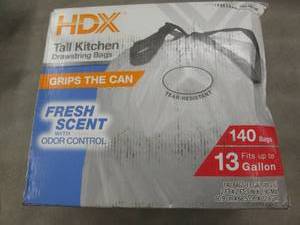 HDX
Tall Kitchen
Drawstring Bags
GRIPS THE CAN
TEAR-RESISTANT
FRESH
SCENT
WITH
ODOR CONTROL
140 Bags
13 Fits up to
Gallon